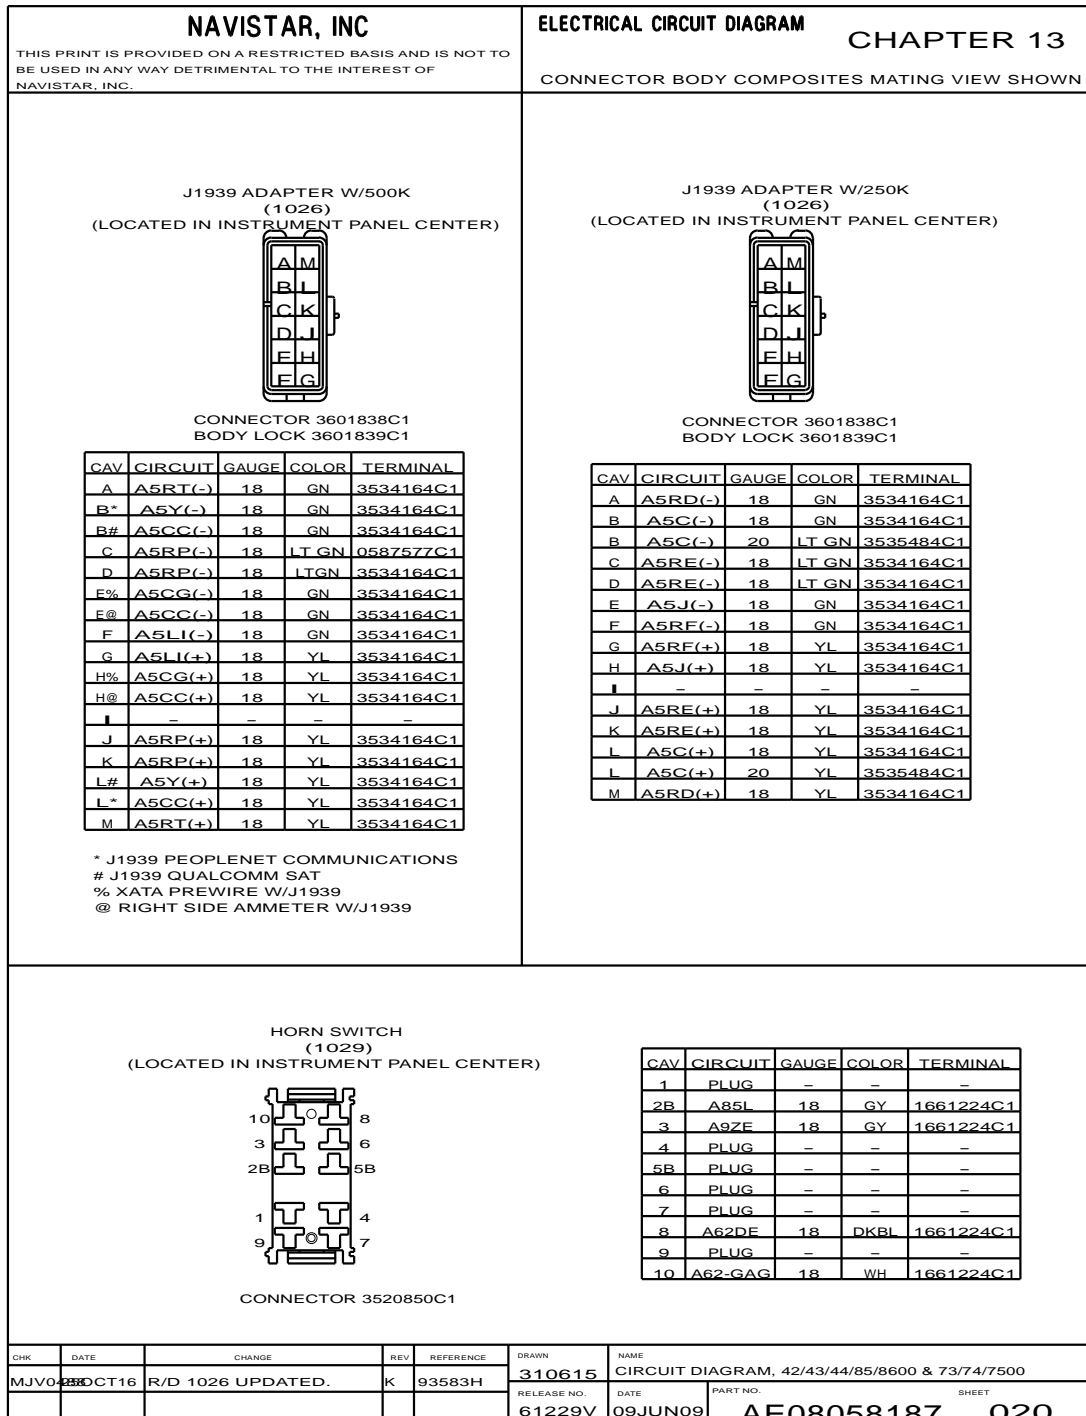 NAVISTAR, INC
THIS PRINT IS PROVIDED ON A RESTRICTED BASIS AND IS NOT TO
BE USED IN ANY WAY DETRIMENTAL TO THE INTEREST OF
NAVISTAR, INC.
ELECTRICAL CIRCUIT DIAGRAM
CHAPTER 13
CONNECTOR BODY COMPOSITES MATING VIEW SHOWN
J1939 ADAPTER W/500K
(1026)
(LOCATED IN INSTRUMENT PANEL CENTER)
A M
B L
C K
D J
E H
F G
CONNECTOR 3601838C1
BODY LOCK 3601839C1
CAV CIRCUIT GAUGE COLOR TERMINAL
A A5RT(-) 18 GN 3534164C1
B* A5Y(-) 18 GN 3534164C1
B# A5CC(-) 18 GN 3534164C1
C A5RP(-) 18 LT GN 0587577C1
D A5RP(-) 18 LTGN 3534164C1
E% A5CG(-) 18 GN 3534164C1
E@ A5CC(-) 18 GN 3534164C1
F A5LI(-) 18 GN 3534164C1
G A5LI(+) 18 YL 3534164C1
H% A5CG(+) 18 YL 3534164C1
H@ A5CC(+) 18 YL 3534164C1
I – – – –
J A5RP(+) 18 YL 3534164C1
K A5RP(+) 18 YL 3534164C1
L# A5Y(+) 18 YL 3534164C1
L* A5CC(+) 18 YL 3534164C1
M A5RT(+) 18 YL 3534164C1
* J1939 PEOPLENET COMMUNICATIONS
# J1939 QUALCOMM SAT
% XATA PREWIRE W/J1939
@ RIGHT SIDE AMMETER W/J1939
J1939 ADAPTER W/250K
(1026)
(LOCATED IN INSTRUMENT PANEL CENTER)
A M
B L
C K
D J
E H
F G
CONNECTOR 3601838C1
BODY LOCK 3601839C1
CAV CIRCUIT GAUGE COLOR TERMINAL
A A5RD(-) 18 GN 3534164C1
B A5C(-) 18 GN 3534164C1
B A5C(-) 20 LT GN 3535484C1
C A5RE(-) 18 LT GN 3534164C1
D A5RE(-) 18 LT GN 3534164C1
E A5J(-) 18 GN 3534164C1
F A5RF(-) 18 GN 3534164C1
G A5RF(+) 18 YL 3534164C1
H A5J(+) 18 YL 3534164C1
I – – – –
J A5RE(+) 18 YL 3534164C1
K A5RE(+) 18 YL 3534164C1
L A5C(+) 18 YL 3534164C1
L A5C(+) 20 YL 3535484C1
M A5RD(+) 18 YL 3534164C1
HORN SWITCH
(1029)
(LOCATED IN INSTRUMENT PANEL CENTER)
10 8
3 6
2B 5B
1 4
9 7
CONNECTOR 3520850C1
CAV CIRCUIT GAUGE COLOR TERMINAL
1 PLUG – – –
2B A85L 18 GY 1661224C1
3 A9ZE 18 GY 1661224C1
4 PLUG – – –
5B PLUG – – –
6 PLUG – – –
7 PLUG – – –
8 A62DE 18 DKBL 1661224C1
9 PLUG – – –
10 A62-GAG 18 WH 1661224C1
CHK DATE CHANGE REV REFERENCE
R/D 1026 UPDATED. K 93583H
DRAWN
310615
NAME
CIRCUIT DIAGRAM, 42/43/44/85/8600 & 73/74/7500
RELEASE NO.
61229V
DATE
09JUN09
PART NO.
AF08058187
SHEET
020